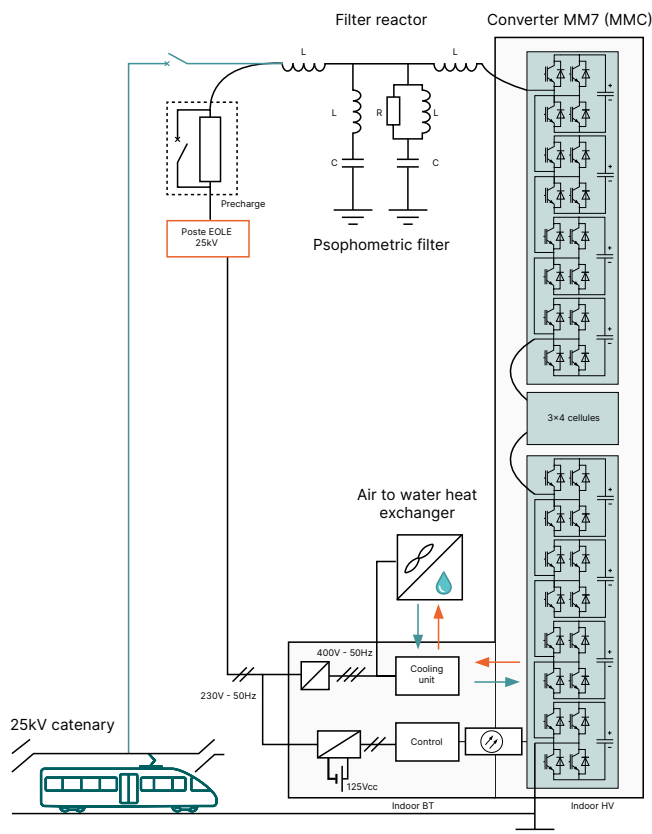 Filter reactor
Converter MM7 (MMC)
L
L
L
R
L
C
C
Precharge
Poste EOLE
25kV
Psophometric filter
+
−
+
−
+
−
+
−
3×4 cellules
+
−
+
−
+
−
+
−
Air to water heat
exchanger
400V - 50Hz
Cooling
unit
230V - 50Hz
25kV catenary
Control
125Vcc
Indoor BT
Indoor HV